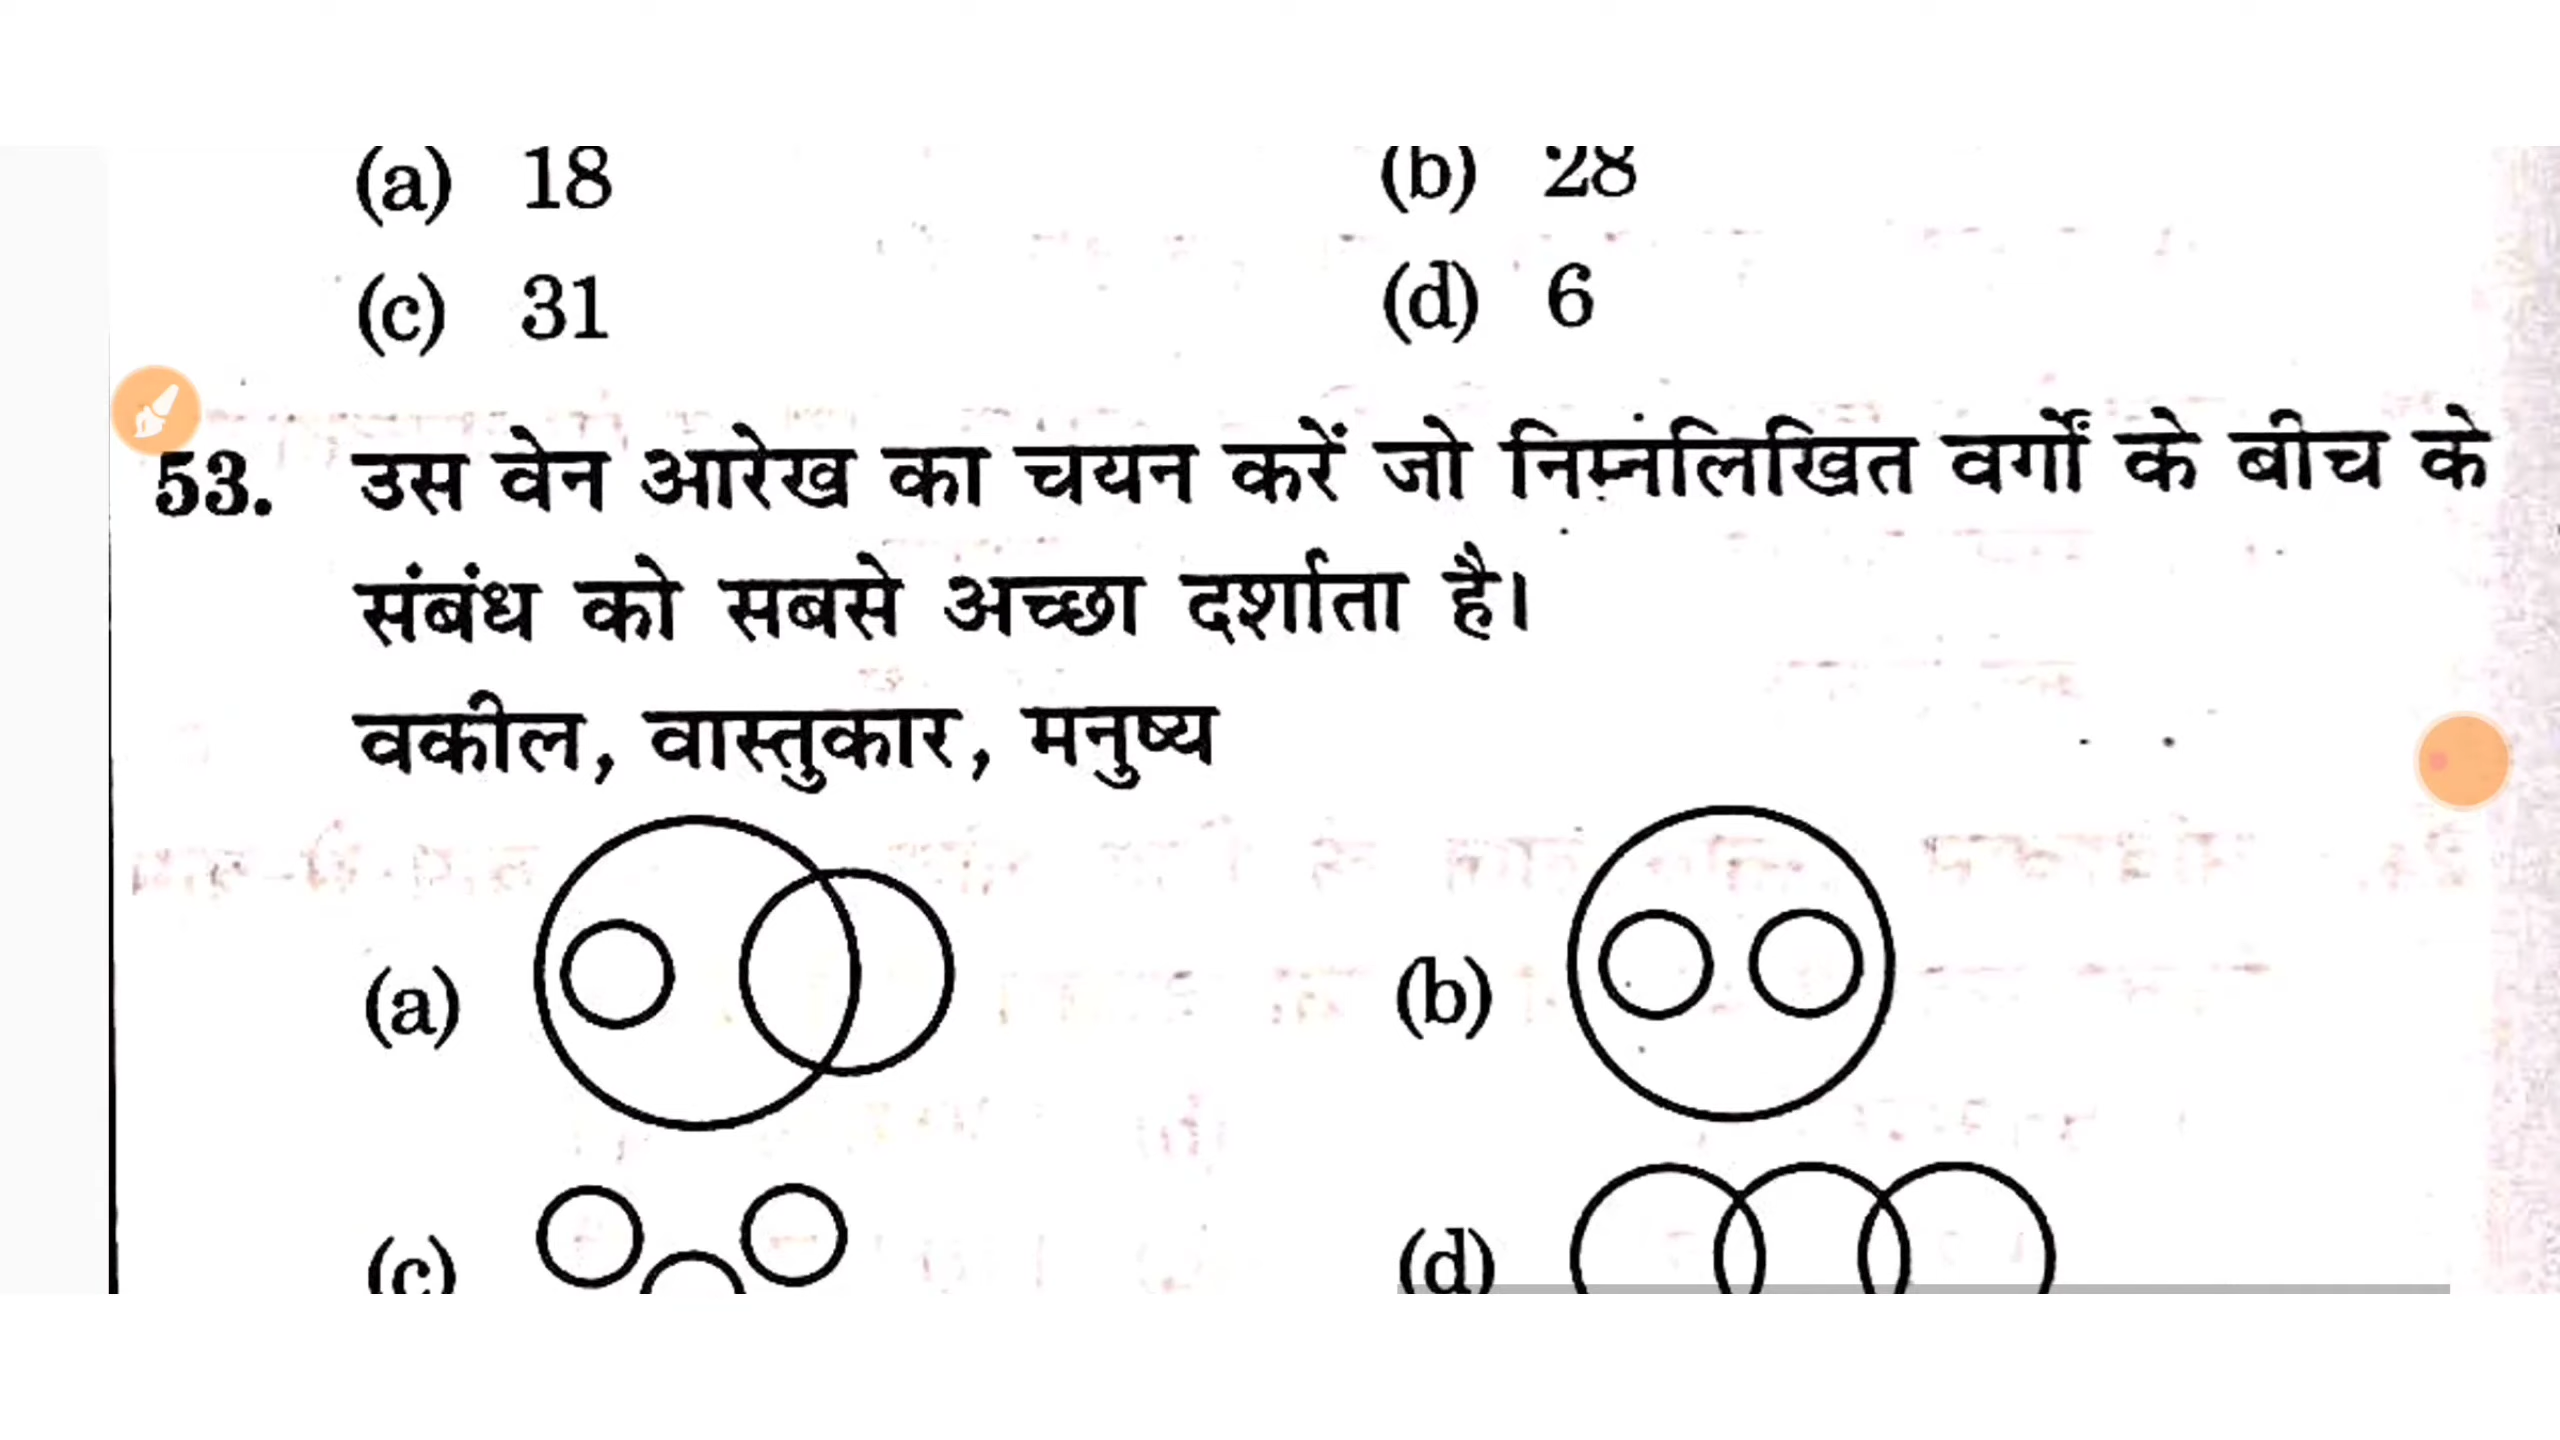 (a) 18 (b) 28
(c) 31 (d) 6
53. उस वेन आरेख का चयन करें जो निम्नलिखित वर्गों के बीच के
संबंध को सबसे अच्छा दर्शाता है।
वकील, वास्तुकार, मनुष्य
(a) (b)
(c) (d)